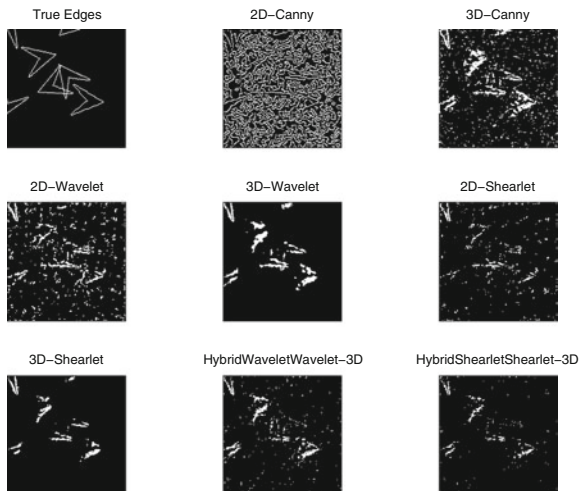 True Edges
2D−Canny
3D−Canny
2D−Wavelet
3D−Wavelet
2D−Shearlet
3D−Shearlet
HybridWaveletWavelet−3D
HybridShearletShearlet−3D